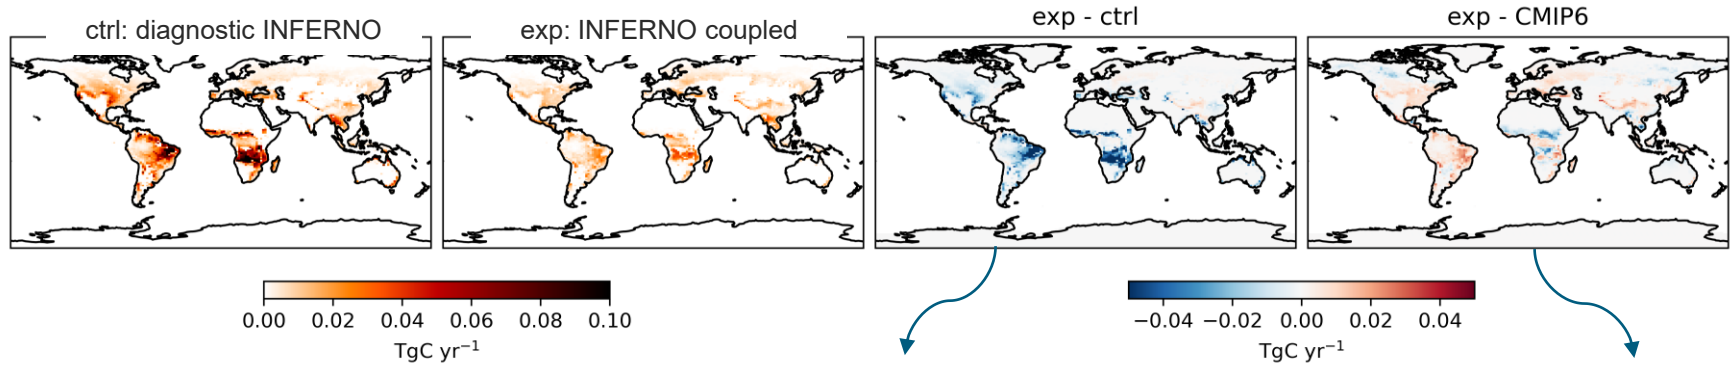 ctrl: diagnostic INFERNO
exp: INFERNO coupled
exp - ctrl
exp - CMIP6
0.00 0.02 0.04 0.06 0.08 0.10
TgC yr⁻¹
−0.04 −0.02 0.00 0.02 0.04
TgC yr⁻¹